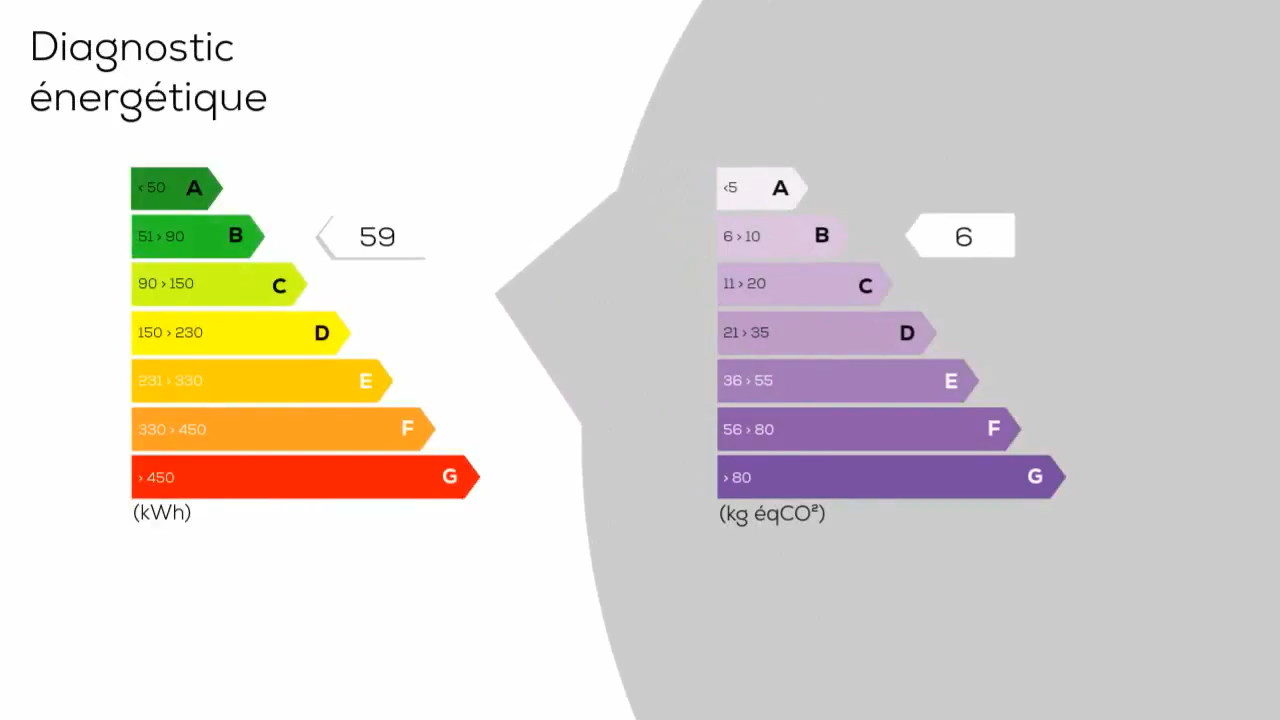 Diagnostic
énergétique
< 50 A
51 > 90 B
59
90 > 150 C
150 > 230 D
231 > 330 E
330 > 450 F
> 450 G
(kWh)
<5 A
6 > 10 B
6
11 > 20 C
21 > 35 D
36 > 55 E
56 > 80 F
> 80 G
(kg éqCO²)